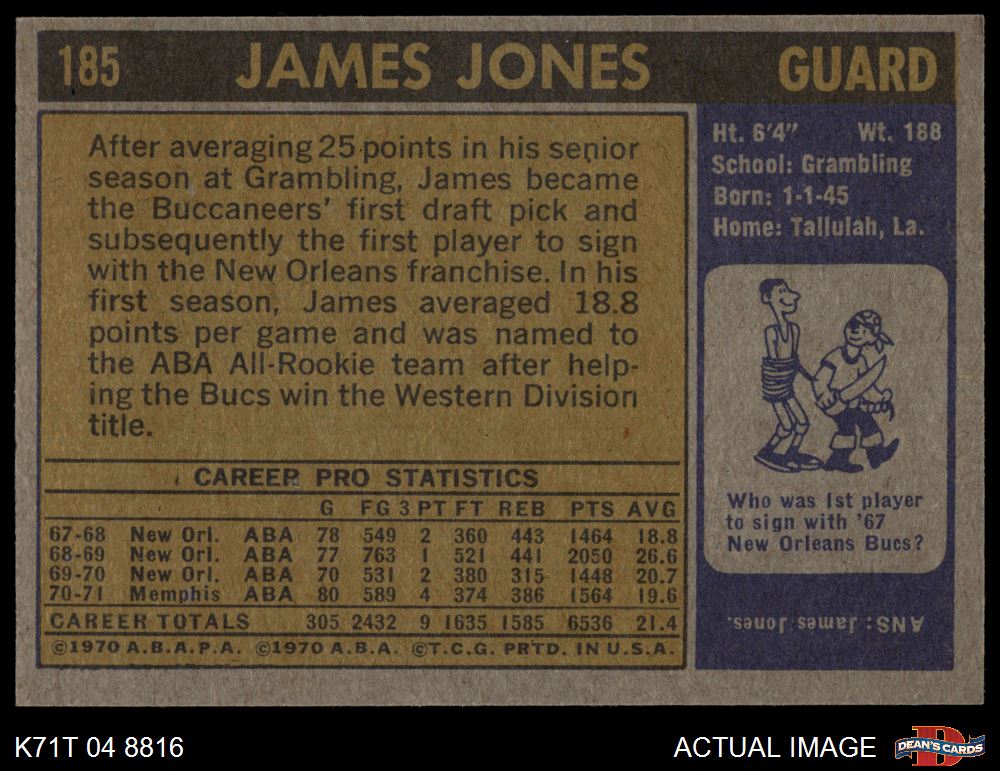 185 JAMES JONES GUARD
After averaging 25 points in his senior
season at Grambling, James became
the Buccaneers' first draft pick and
subsequently the first player to sign
with the New Orleans franchise. In his
first season, James averaged 18.8
points per game and was named to
the ABA All-Rookie team after help-
ing the Bucs win the Western Division
title.
CAREER PRO STATISTICS
G FG 3 PT FT REB PTS AVG
67-68 New Orl. ABA 78 549 2 360 443 1464 18.8
68-69 New Orl. ABA 77 763 1 521 441 2050 26.6
69-70 New Orl. ABA 70 531 2 380 315 1448 20.7
70-71 Memphis ABA 80 589 4 374 386 1564 19.6
CAREER TOTALS 305 2432 9 1635 1585 6536 21.4
©1970 A.B.A.P.A. ©1970 A.B.A. ©T.C.G. PRTD. IN U.S.A.
Ht. 6'4" Wt. 188
School: Grambling
Born: 1-1-45
Home: Tallulah, La.
Who was 1st player
to sign with '67
New Orleans Bucs?
ANS: James Jones.
K71T 04 8816
ACTUAL IMAGE
DEAN'S CARDS